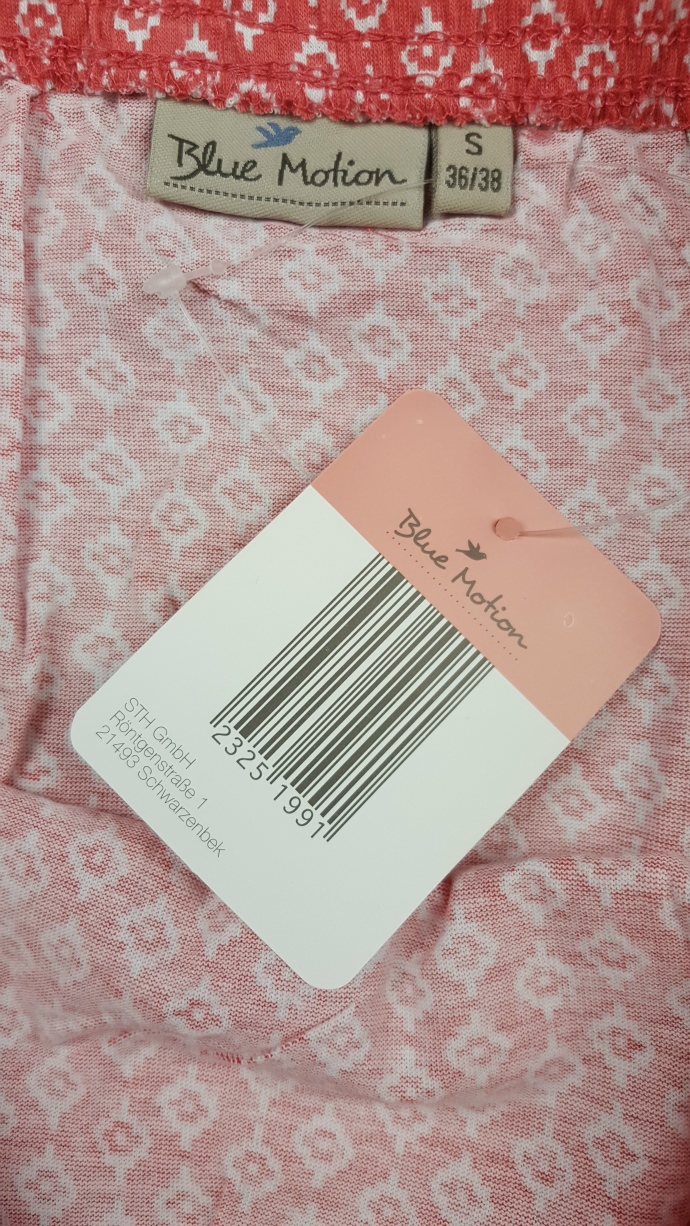 Blue Motion
S
36/38
Blue Motion
2325 1991
STH GmbH
Röntgenstraße 1
21493 Schwarzenbek